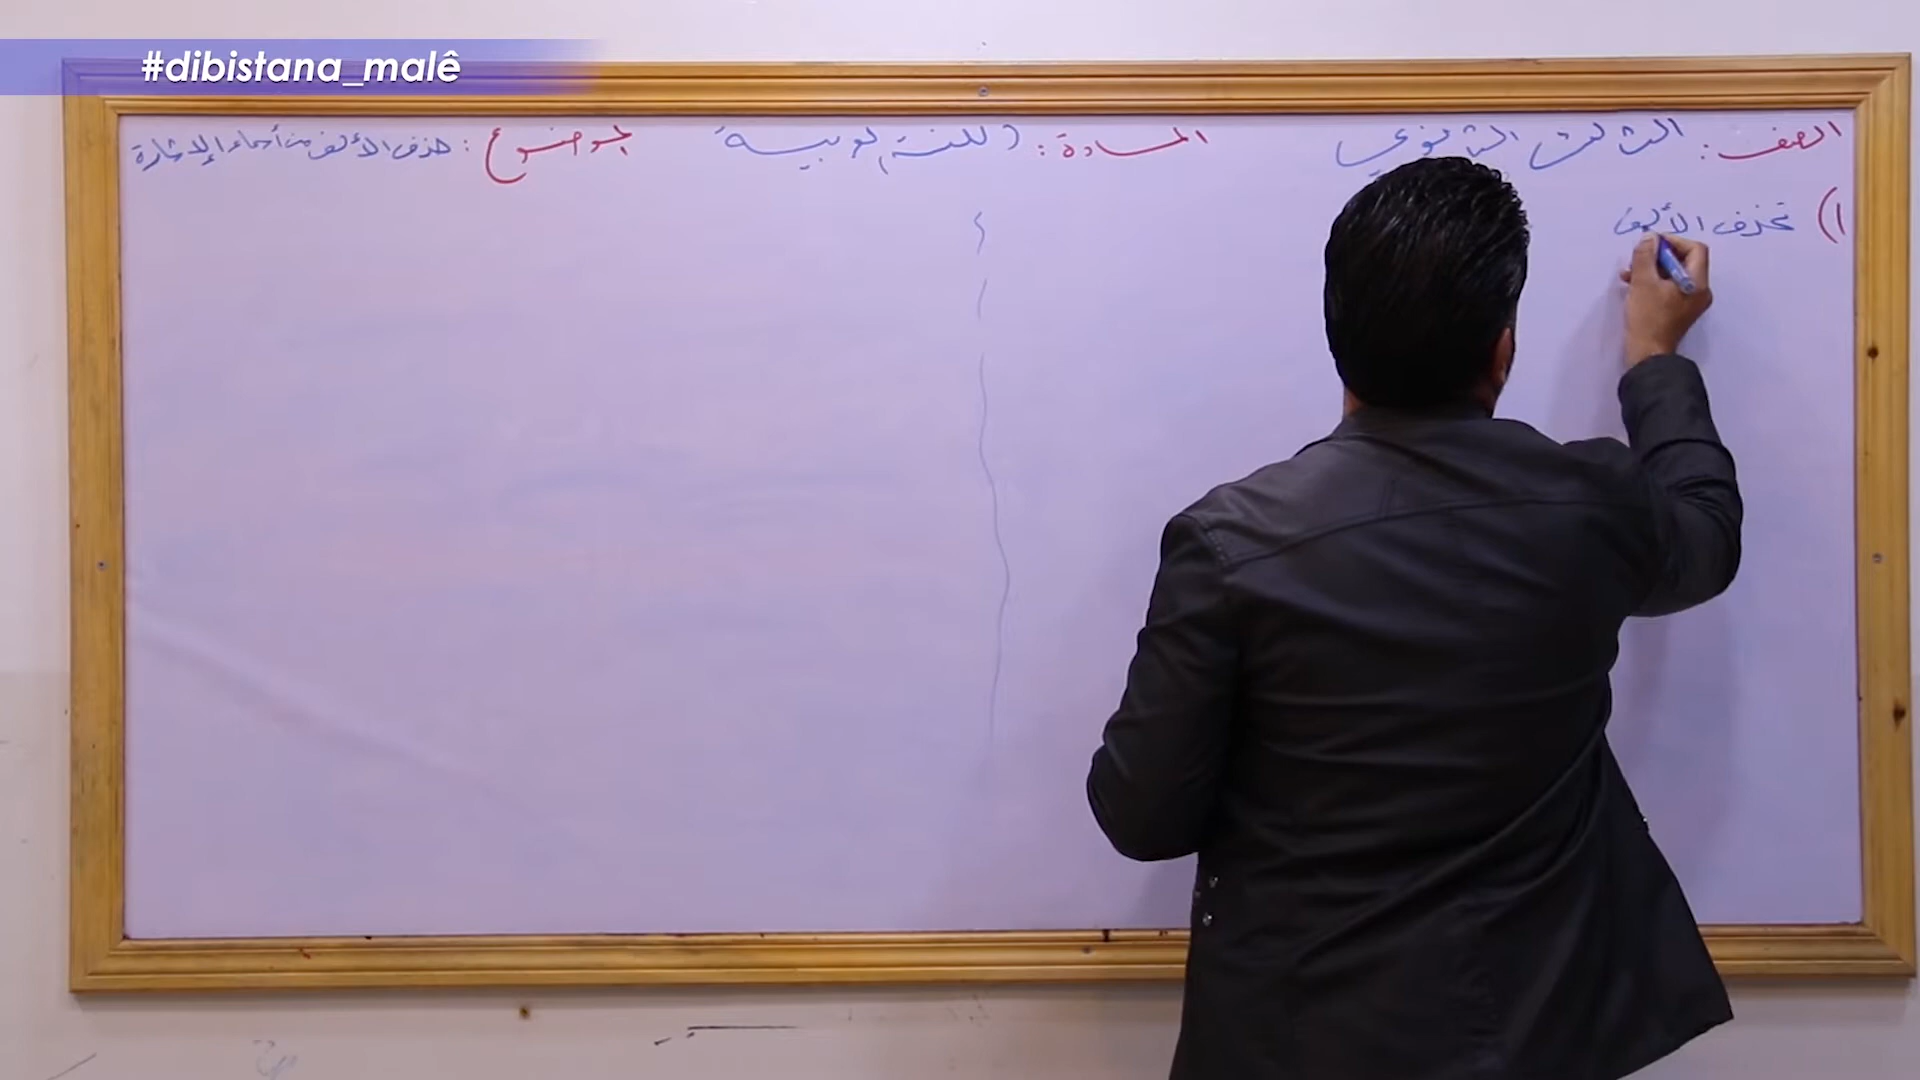 #dibistana_malê
الصف: الثالث الثانوي المادة: اللغة العربية الموضوع: حذف الألف من أسماء الإشارة
١) تحذف الألف